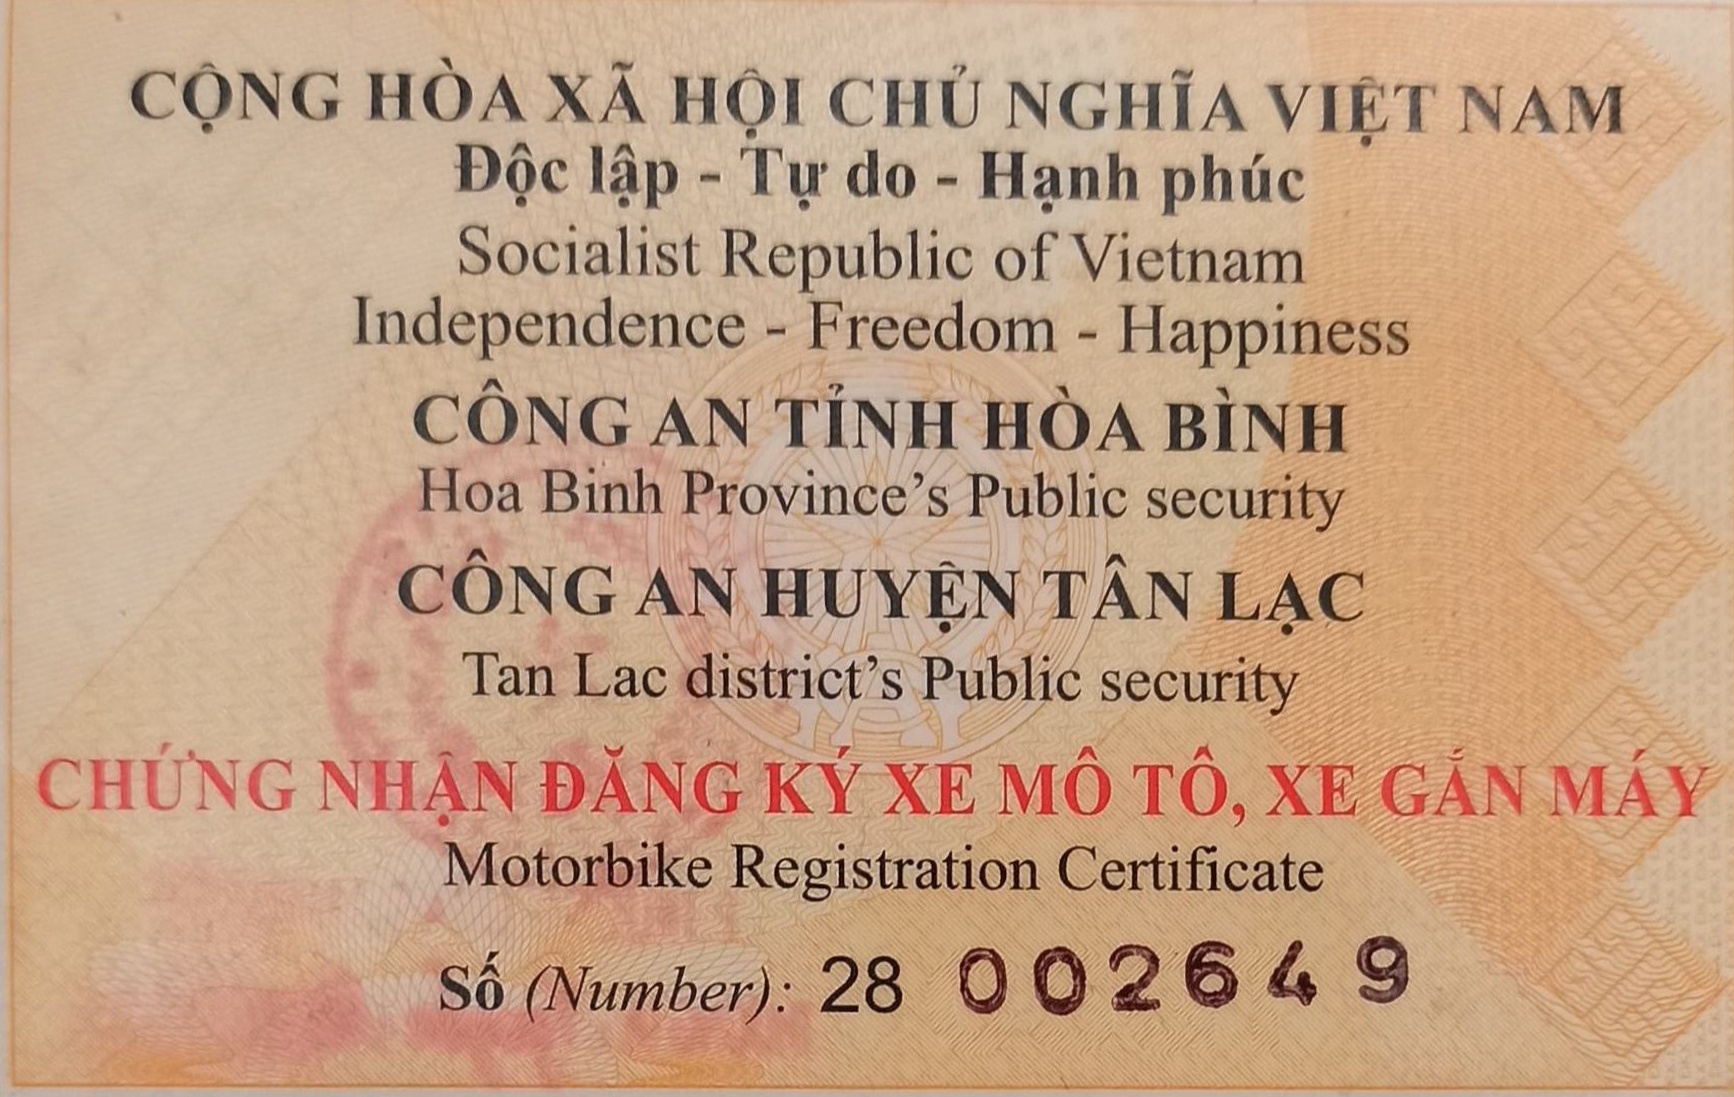 CỘNG HÒA XÃ HỘI CHỦ NGHĨA VIỆT NAM
Độc lập - Tự do - Hạnh phúc
Socialist Republic of Vietnam
Independence - Freedom - Happiness
CÔNG AN TỈNH HÒA BÌNH
Hoa Binh Province's Public security
CÔNG AN HUYỆN TÂN LẠC
Tan Lac district's Public security
CHỨNG NHẬN ĐĂNG KÝ XE MÔ TÔ, XE GẮN MÁY
Motorbike Registration Certificate
Số (Number): 28 002649